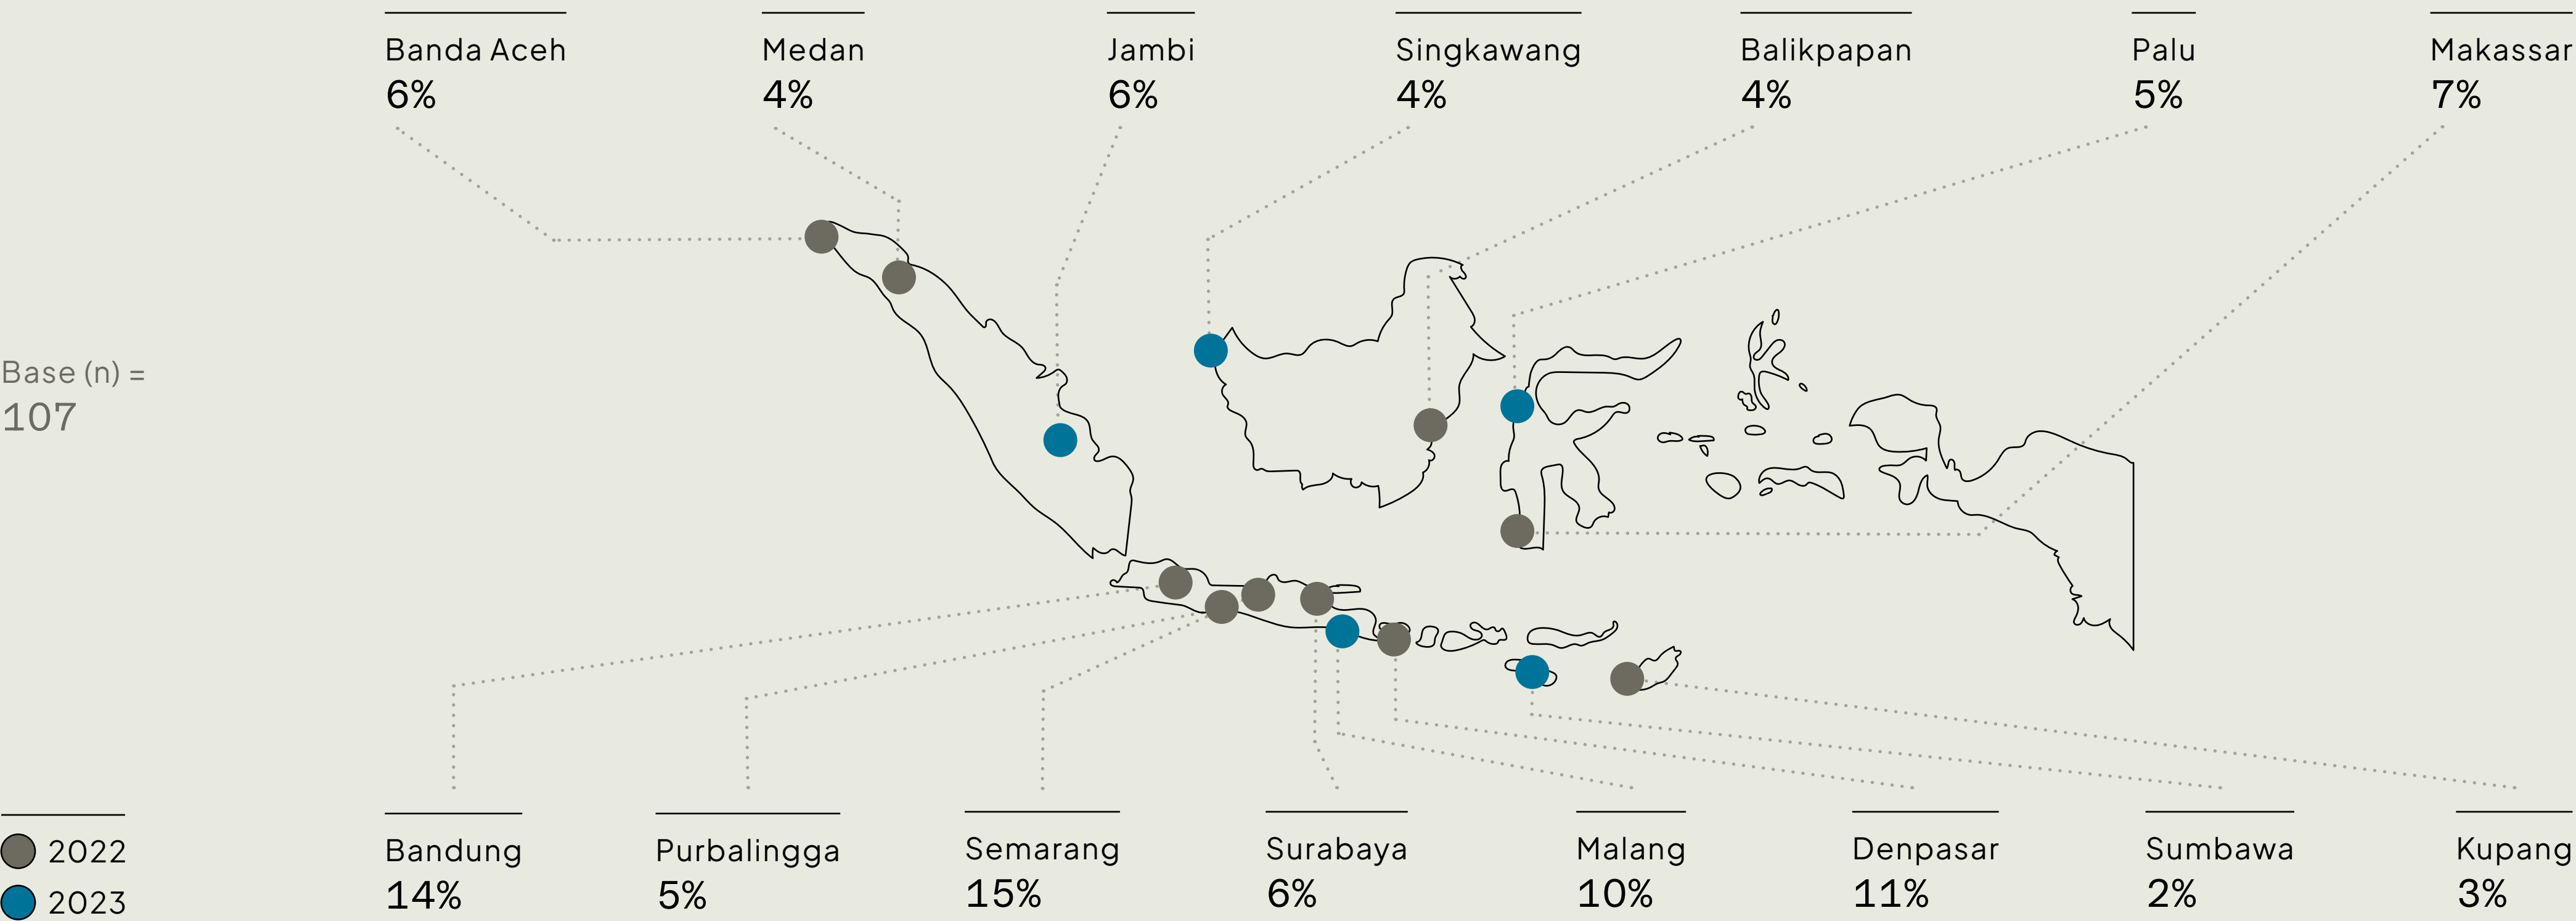 Banda Aceh
6%
Medan
4%
Jambi
6%
Singkawang
4%
Balikpapan
4%
Palu
5%
Makassar
7%
Base (n) =
107
2022
2023
Bandung
14%
Purbalingga
5%
Semarang
15%
Surabaya
6%
Malang
10%
Denpasar
11%
Sumbawa
2%
Kupang
3%